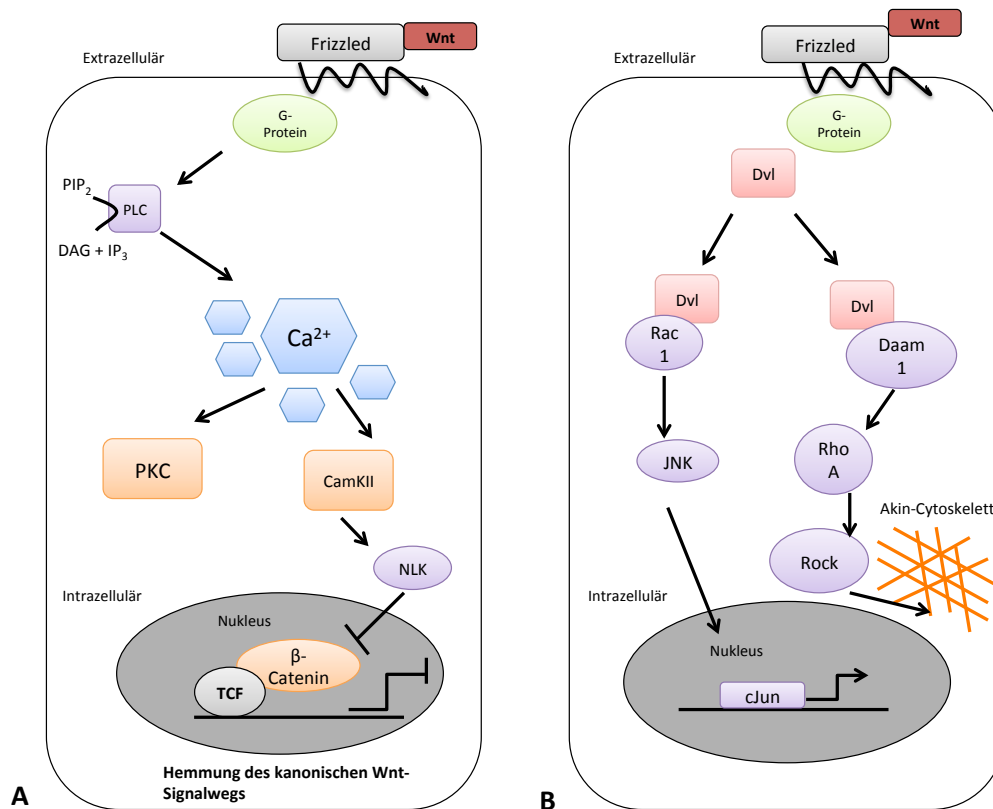 Wnt
Frizzled
Extrazellulär
G-
Protein
PIP₂
PLC
DAG + IP₃
Ca²⁺
PKC
CamKII
NLK
Intrazellulär
Nukleus
β-
Catenin
TCF
Hemmung des kanonischen Wnt-
Signalwegs
A
Wnt
Frizzled
Extrazellulär
G-
Protein
Dvl
Dvl
Rac
1
Dvl
Daam
1
JNK
Rho
A
Akin-Cytoskelett
Rock
Intrazellulär
Nukleus
cJun
B